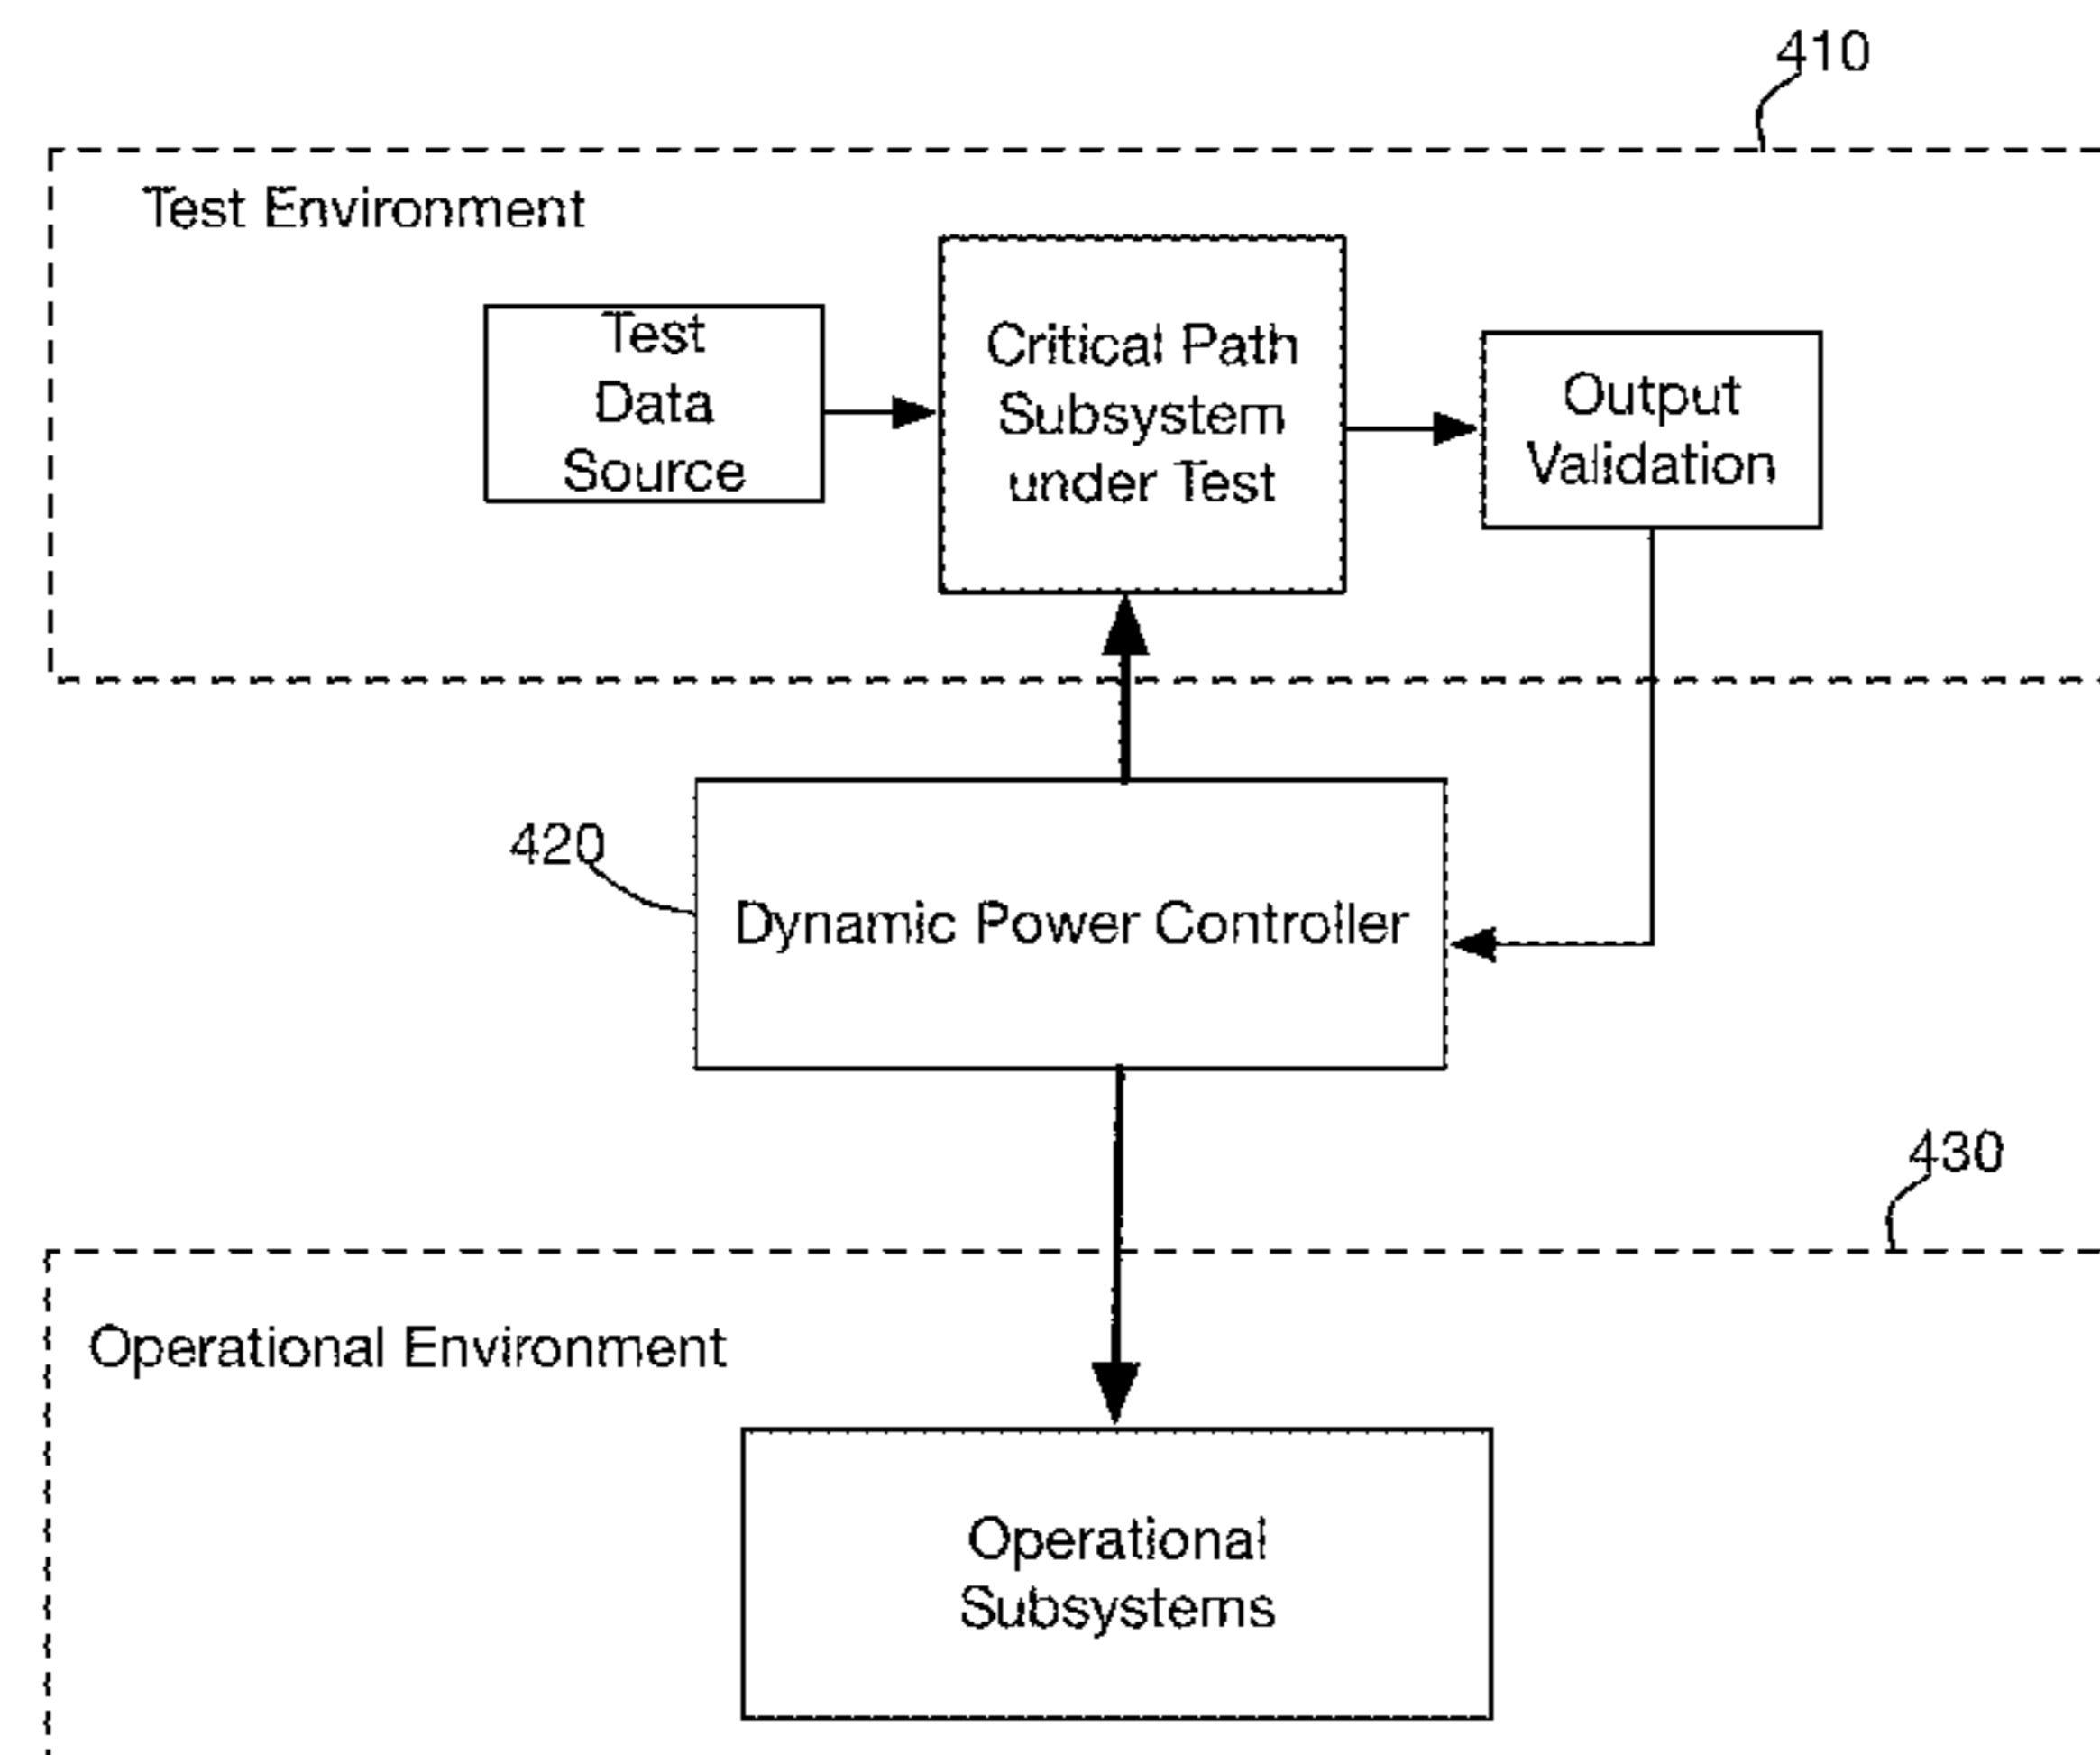 410
Test Environment
Test
Data
Source
Critical Path
Subsystem
under Test
Output
Validation
420
Dynamic Power Controller
430
Operational Environment
Operational
Subsystems